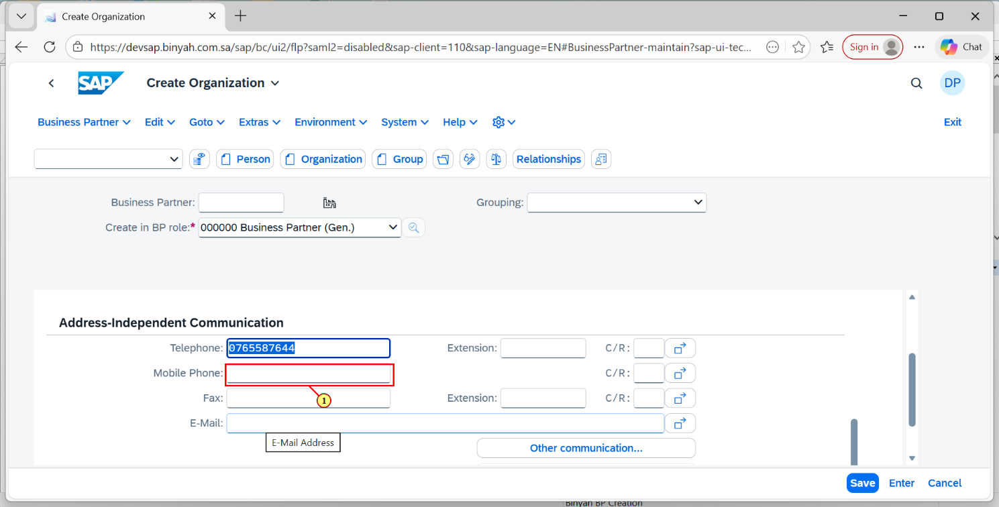 Create Organization
https://devsap.binyah.com.sa/sap/bc/ui2/flp?saml2=disabled&sap-client=110&sap-language=EN#BusinessPartner-maintain?sap-ui-tec...
Sign in
Chat
SAP
Create Organization
DP
Business Partner Edit Goto Extras Environment System Help
Exit
Person Organization Group Relationships
Business Partner:
Grouping:
Create in BP role:* 000000 Business Partner (Gen.)
Address-Independent Communication
Telephone: 0765587644 Extension: C/R:
Mobile Phone: C/R:
Fax: Extension: C/R:
1
E-Mail:
E-Mail Address
Other communication...
Save Enter Cancel
Binyah BP Creation